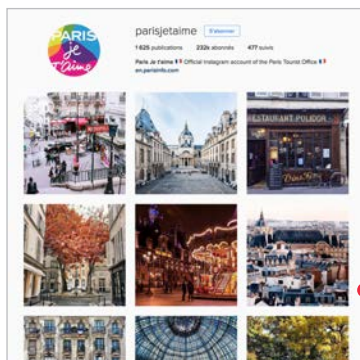 PARIS
je
t'aime
parisjetaime S'abonner
1 625 publications 232k abonnés 477 suivis
Paris Je t'aime 🇫🇷 Official Instagram account of the Paris Tourist Office 🇫🇷
en.parisinfo.com
RESTAURANT POLIDOR